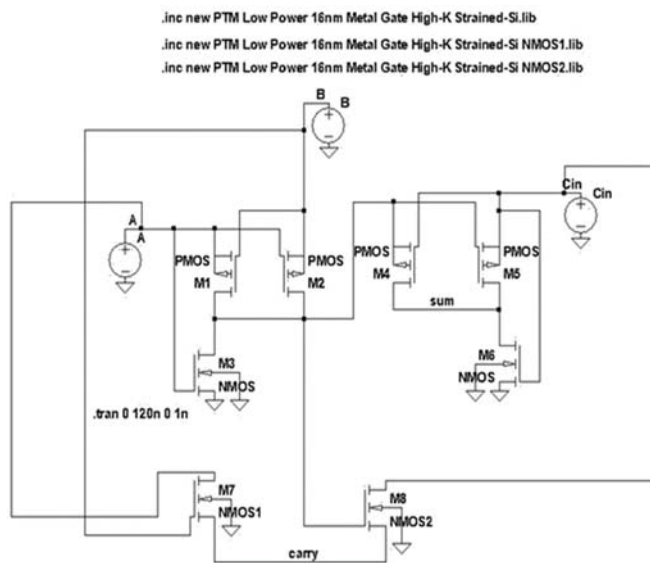 .inc new PTM Low Power 16nm Metal Gate High-K Strained-Si.lib
.inc new PTM Low Power 16nm Metal Gate High-K Strained-Si NMOS1.lib
.inc new PTM Low Power 16nm Metal Gate High-K Strained-Si NMOS2.lib
B
B
Cin
Cin
A
A
PMOS
M1
PMOS
M2
PMOS
M4
PMOS
M5
sum
M3
NMOS
M6
NMOS
.tran 0 120n 0 1n
M7
NMOS1
M8
NMOS2
carry